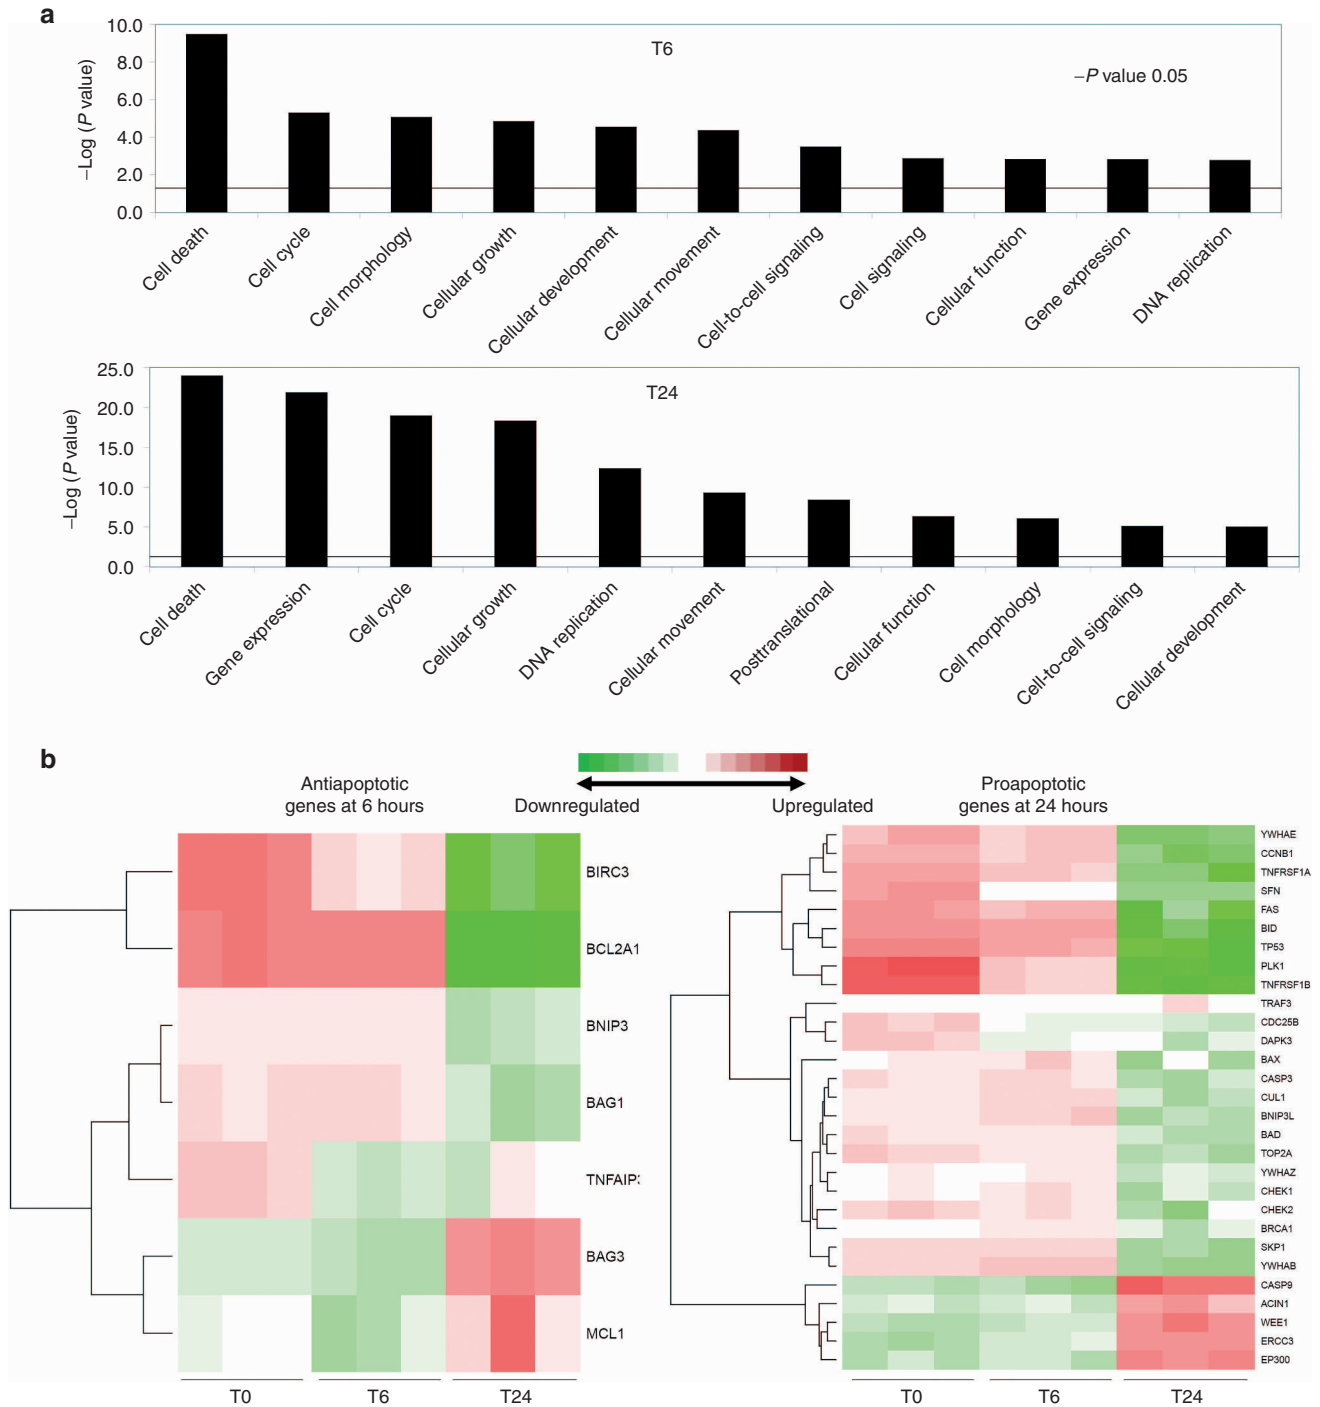 a
T6
−P value 0.05
−Log (P value)
10.0
8.0
6.0
4.0
2.0
0.0
Cell death
Cell cycle
Cell morphology
Cellular growth
Cellular development
Cellular movement
Cell-to-cell signaling
Cell signaling
Cellular function
Gene expression
DNA replication
T24
−Log (P value)
25.0
20.0
15.0
10.0
5.0
0.0
Cell death
Gene expression
Cell cycle
Cellular growth
DNA replication
Cellular movement
Posttranslational
Cellular function
Cell morphology
Cell-to-cell signaling
Cellular development
b
Antiapoptotic
genes at 6 hours
Downregulated
Upregulated
Proapoptotic
genes at 24 hours
BIRC3
BCL2A1
BNIP3
BAG1
TNFAIP:
BAG3
MCL1
T0
T6
T24
YWHAE
CCNB1
TNFRSF1A
SFN
FAS
BID
TP53
PLK1
TNFRSF1B
TRAF3
CDC25B
DAPK3
BAX
CASP3
CUL1
BNIP3L
BAD
TOP2A
YWHAZ
CHEK1
CHEK2
BRCA1
SKP1
YWHAB
CASP9
ACIN1
WEE1
ERCC3
EP300
T0
T6
T24